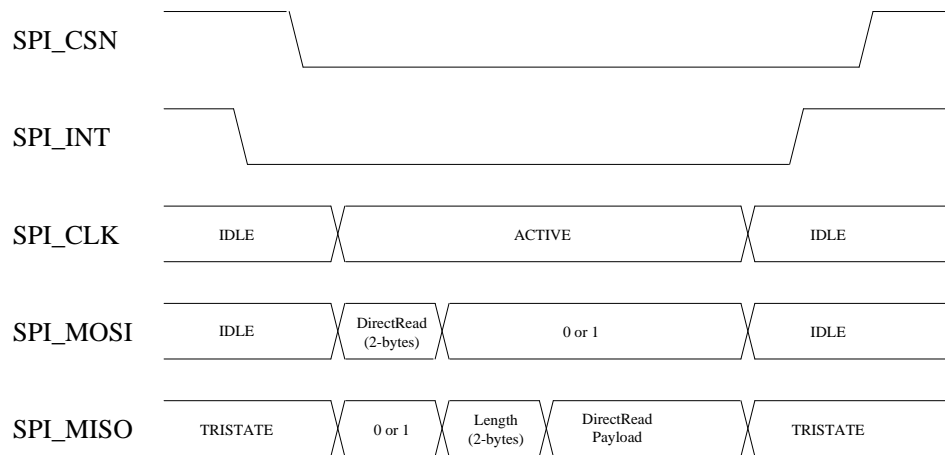 SPI_CSN
SPI_INT
SPI_CLK IDLE ACTIVE IDLE
SPI_MOSI IDLE DirectRead (2-bytes) 0 or 1 IDLE
SPI_MISO TRISTATE 0 or 1 Length (2-bytes) DirectRead Payload TRISTATE